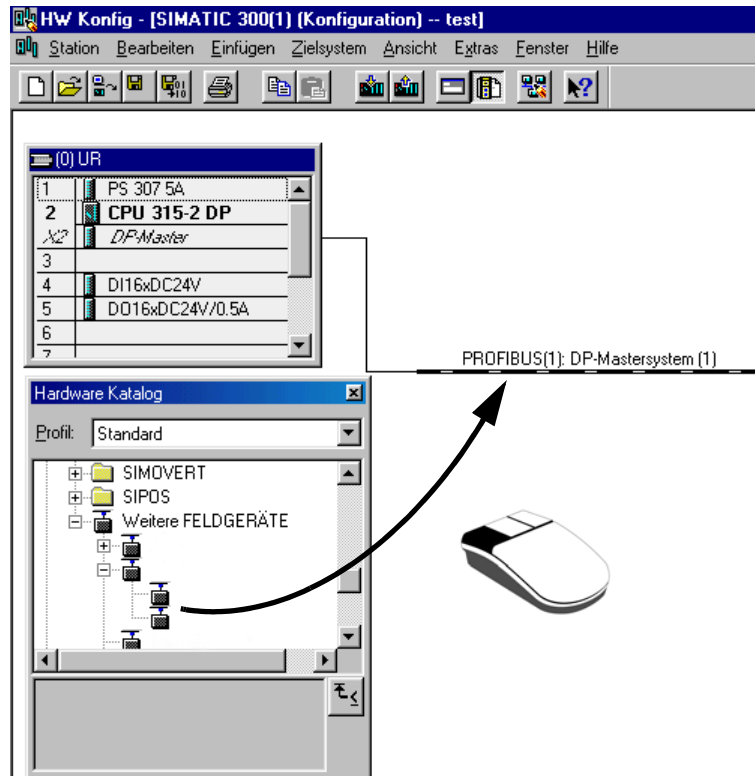 HW Konfig - [SIMATIC 300(1) (Konfiguration) -- test]
Station Bearbeiten Einfügen Zielsystem Ansicht Extras Fenster Hilfe
(0) UR
1 PS 307 5A
2 CPU 315-2 DP
X2 DP-Master
3
4 DI16xDC24V
5 DO16xDC24V/0.5A
6
7
PROFIBUS(1): DP-Mastersystem (1)
Hardware Katalog
Profil: Standard
SIMOVERT
SIPOS
Weitere FELDGERÄTE